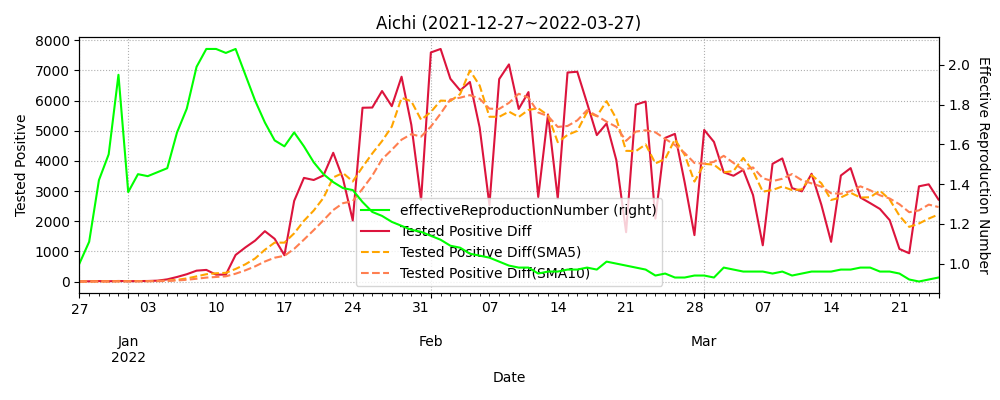 Aichi (2021-12-27~2022-03-27)
8000
7000
6000
5000
4000
3000
2000
1000
0
Tested Positive
2.0
1.8
1.6
1.4
1.2
1.0
Effective Reproduction Number
effectiveReproductionNumber (right)
Tested Positive Diff
Tested Positive Diff(SMA5)
Tested Positive Diff(SMA10)
27 03 10 17 24 31 07 14 21 28 07 14 21
Jan Feb Mar
2022
Date